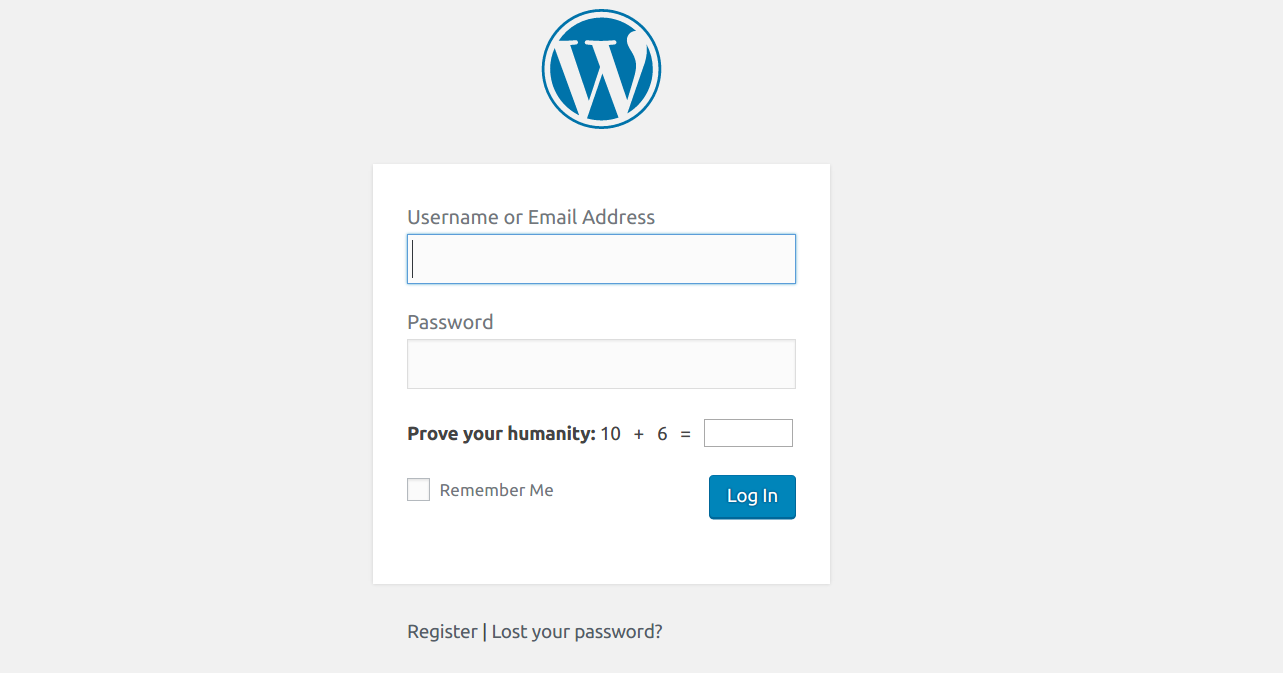 Username or Email Address
Password
Prove your humanity: 10 + 6 =
Remember Me
Log In
Register | Lost your password?